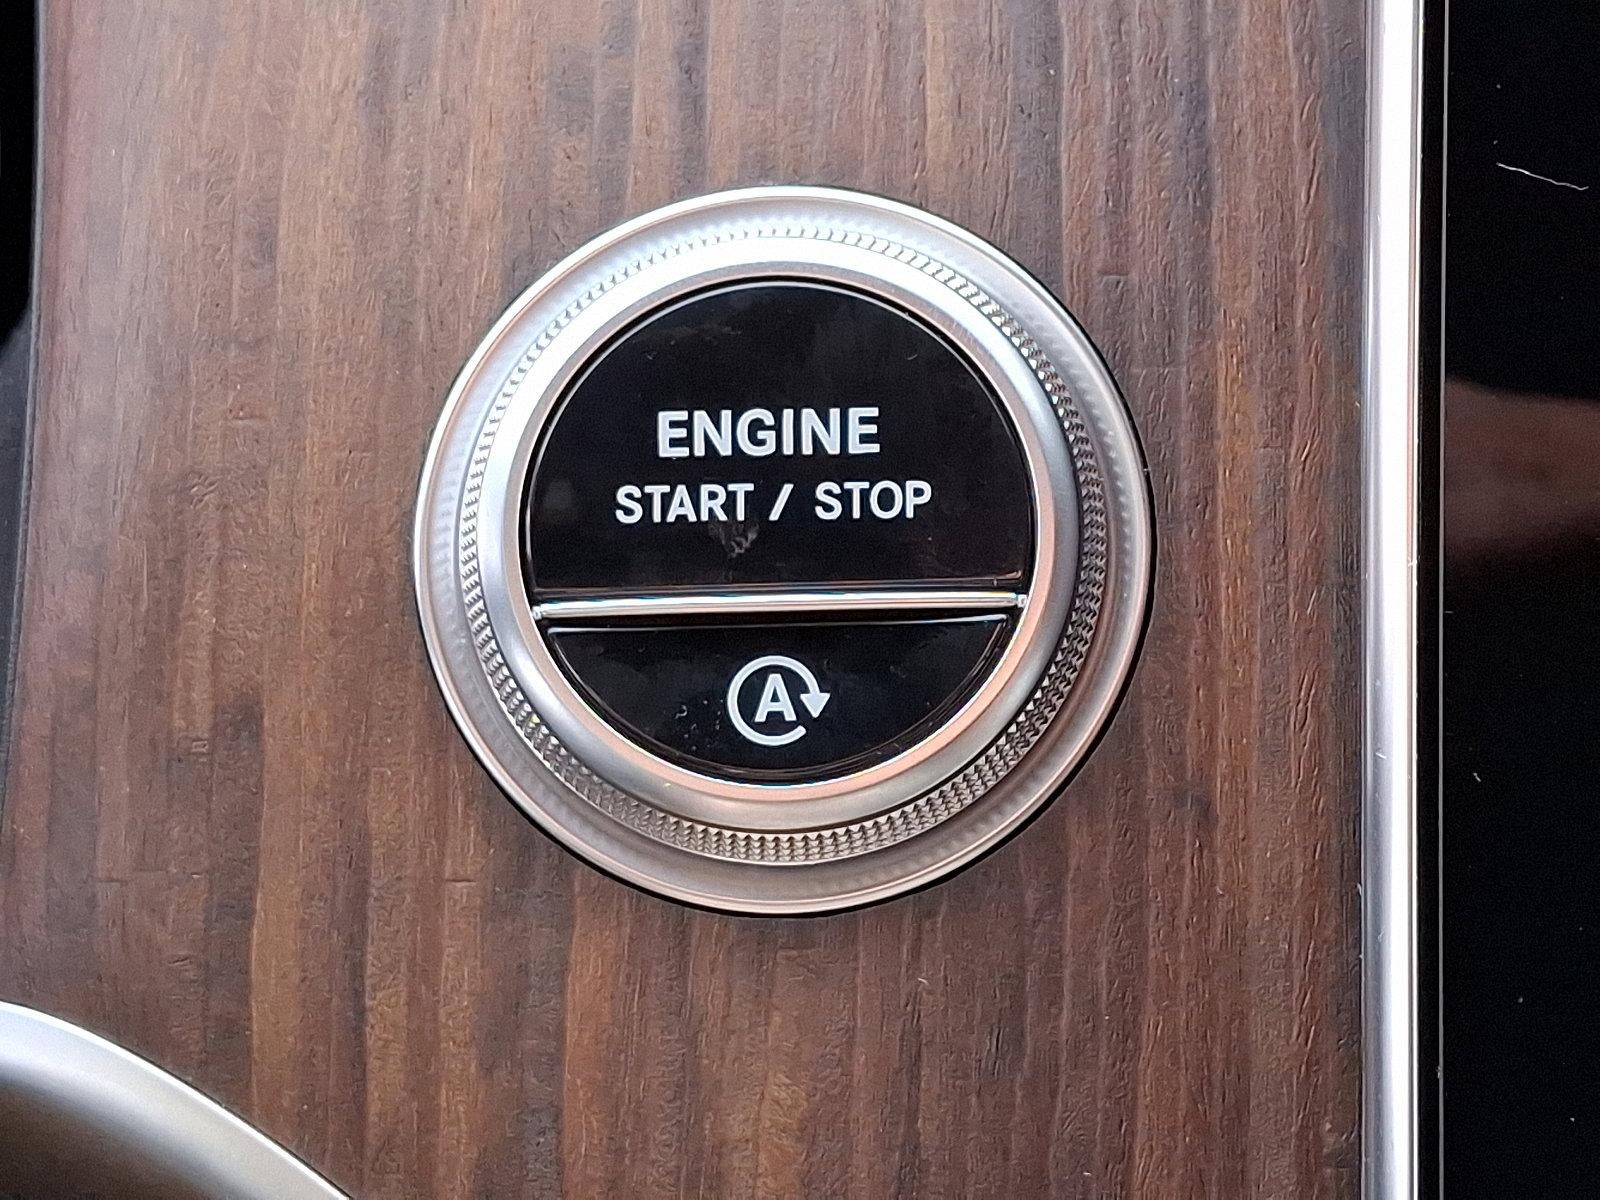 ENGINE
START / STOP
A